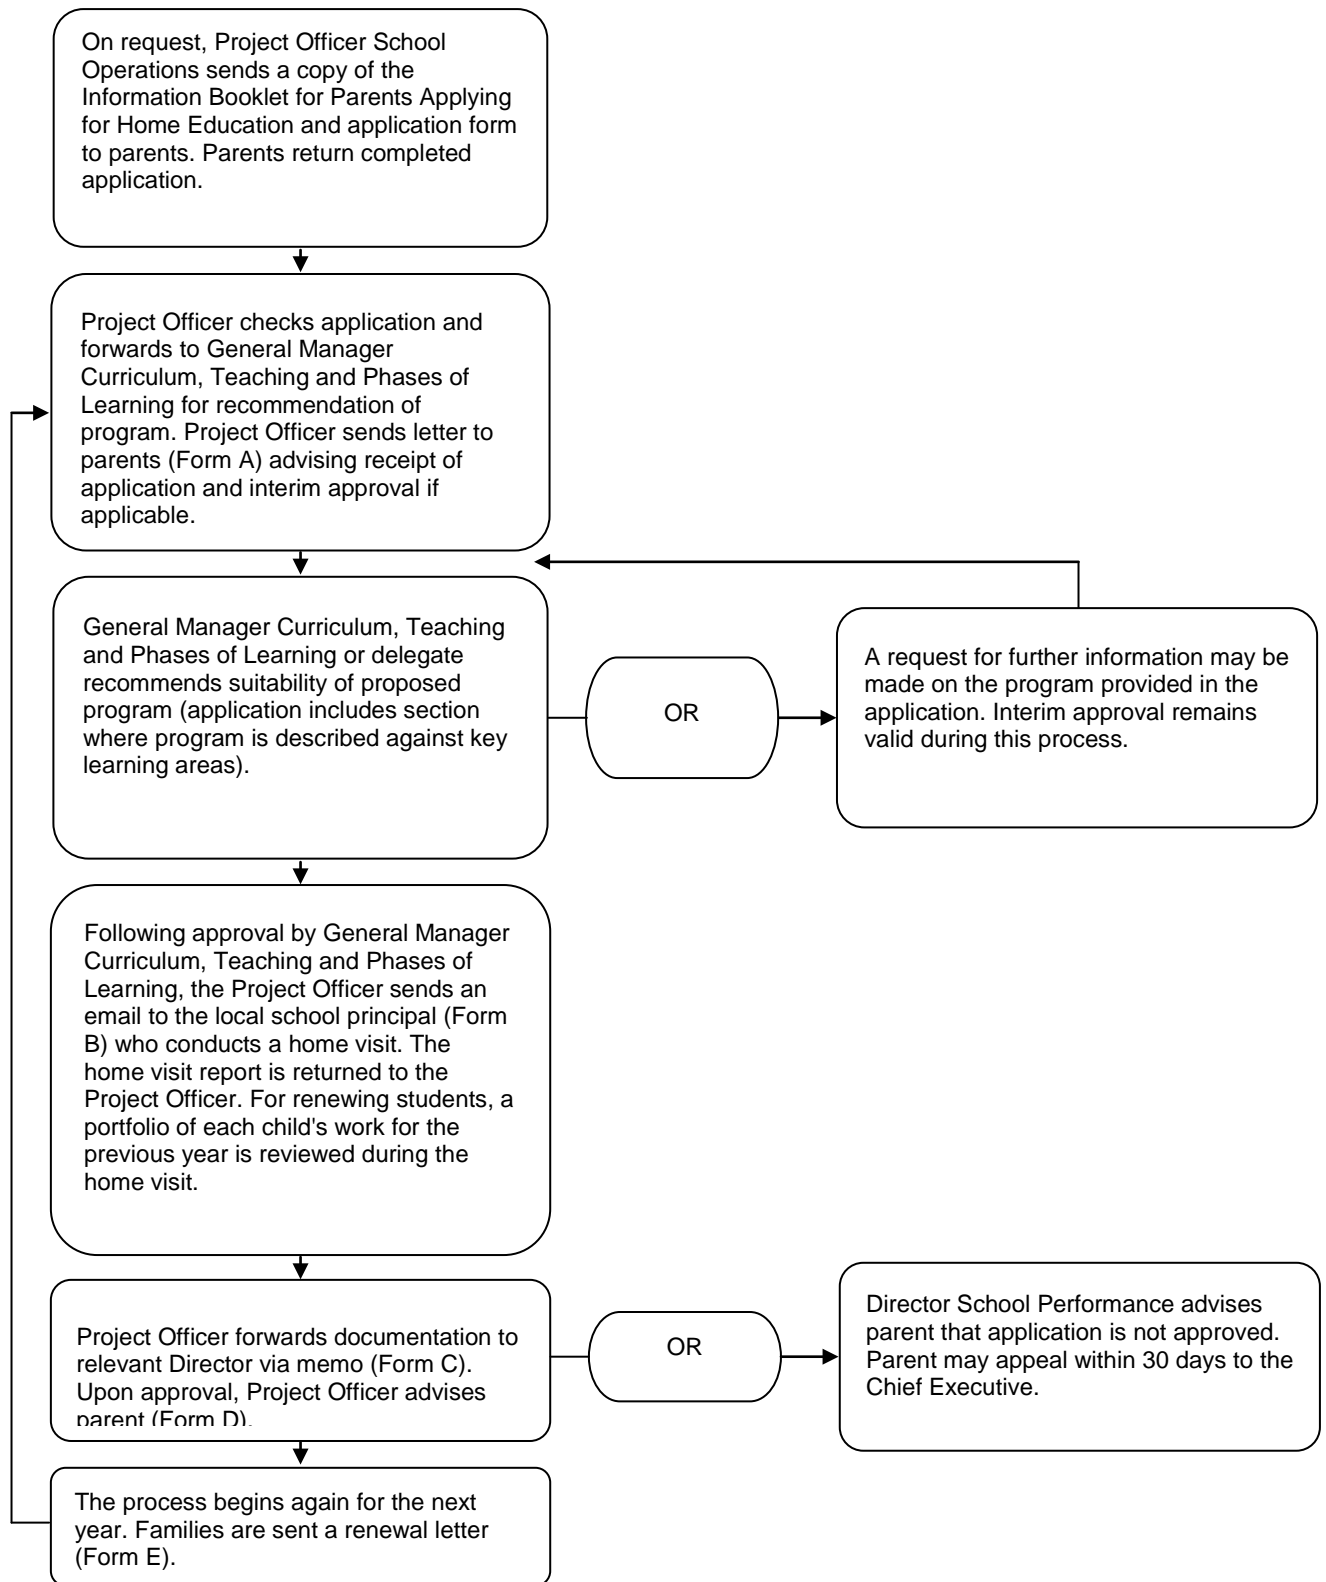 On request, Project Officer School
Operations sends a copy of the
Information Booklet for Parents Applying
for Home Education and application form
to parents. Parents return completed
application.
Project Officer checks application and
forwards to General Manager
Curriculum, Teaching and Phases of
Learning for recommendation of
program. Project Officer sends letter to
parents (Form A) advising receipt of
application and interim approval if
applicable.
General Manager Curriculum, Teaching
and Phases of Learning or delegate
recommends suitability of proposed
program (application includes section
where program is described against key
learning areas).
OR
A request for further information may be
made on the program provided in the
application. Interim approval remains
valid during this process.
Following approval by General Manager
Curriculum, Teaching and Phases of
Learning, the Project Officer sends an
email to the local school principal (Form
B) who conducts a home visit. The
home visit report is returned to the
Project Officer. For renewing students, a
portfolio of each child's work for the
previous year is reviewed during the
home visit.
Project Officer forwards documentation to
relevant Director via memo (Form C).
Upon approval, Project Officer advises
parent (Form D).
OR
Director School Performance advises
parent that application is not approved.
Parent may appeal within 30 days to the
Chief Executive.
The process begins again for the next
year. Families are sent a renewal letter
(Form E).